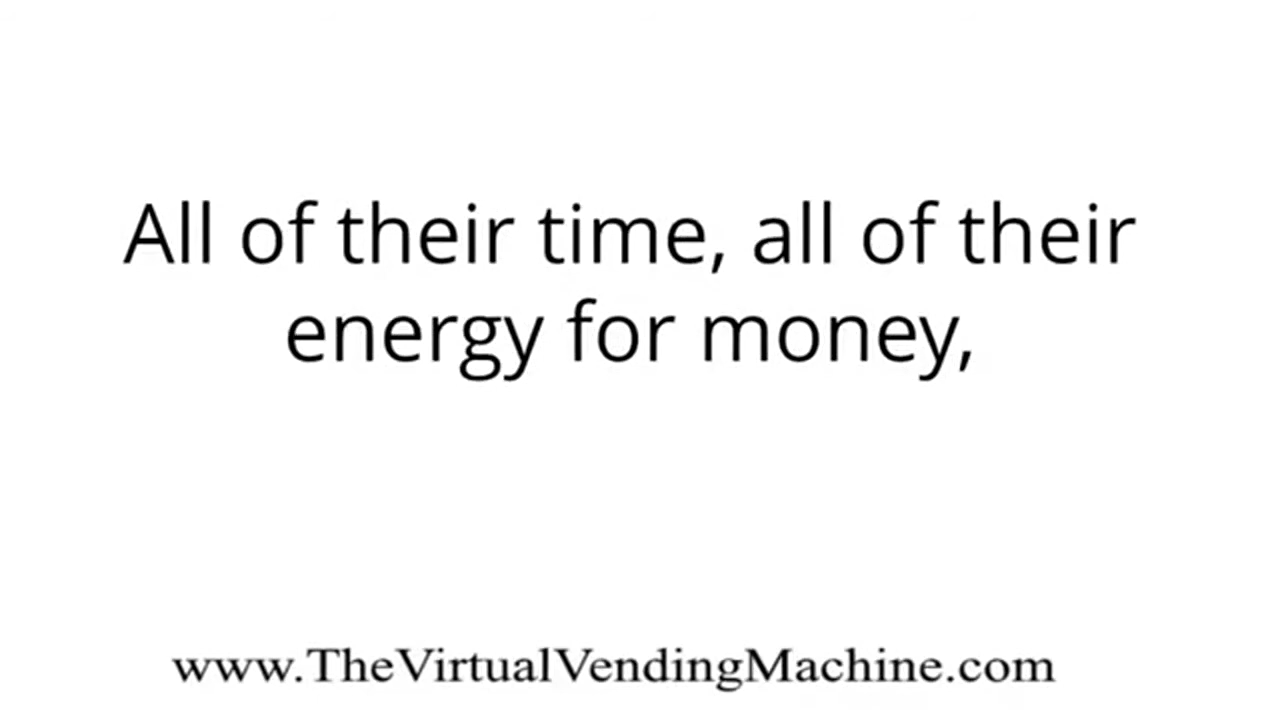 All of their time, all of their
energy for money,
www.TheVirtualVendingMachine.com